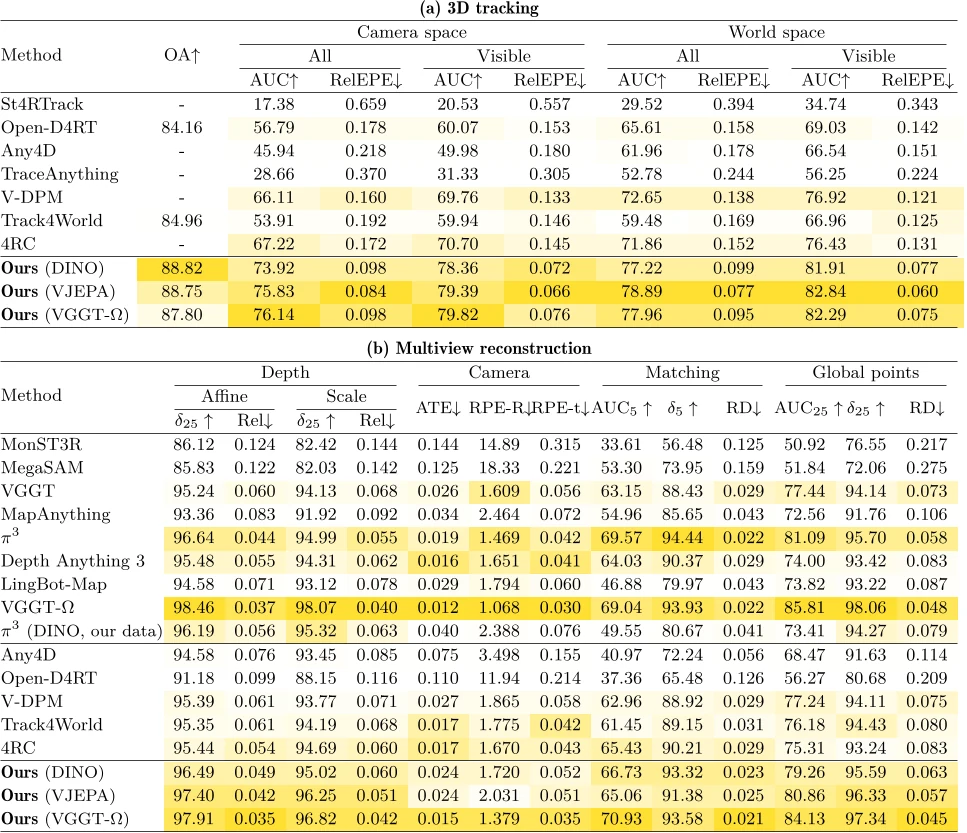 (a) 3D tracking
Camera space World space
Method OA↑ All Visible All Visible
AUC↑ RelEPE↓ AUC↑ RelEPE↓ AUC↑ RelEPE↓ AUC↑ RelEPE↓
St4RTrack - 17.38 0.659 20.53 0.557 29.52 0.394 34.74 0.343
Open-D4RT 84.16 56.79 0.178 60.07 0.153 65.61 0.158 69.03 0.142
Any4D - 45.94 0.218 49.98 0.180 61.96 0.178 66.54 0.151
TraceAnything - 28.66 0.370 31.33 0.305 52.78 0.244 56.25 0.224
V-DPM - 66.11 0.160 69.76 0.133 72.65 0.138 76.92 0.121
Track4World 84.96 53.91 0.192 59.94 0.146 59.48 0.169 66.96 0.125
4RC - 67.22 0.172 70.70 0.145 71.86 0.152 76.43 0.131
Ours (DINO) 88.82 73.92 0.098 78.36 0.072 77.22 0.099 81.91 0.077
Ours (VJEPA) 88.75 75.83 0.084 79.39 0.066 78.89 0.077 82.84 0.060
Ours (VGGT-Ω) 87.80 76.14 0.098 79.82 0.076 77.96 0.095 82.29 0.075
(b) Multiview reconstruction
Depth Camera Matching Global points
Method Affine Scale ATE↓ RPE-R↓ RPE-t↓ AUC₅ ↑ δ₅ ↑ RD↓ AUC₂₅ ↑ δ₂₅ ↑ RD↓
δ₂₅ ↑ Rel↓ δ₂₅ ↑ Rel↓
MonST3R 86.12 0.124 82.42 0.144 0.144 14.89 0.315 33.61 56.48 0.125 50.92 76.55 0.217
MegaSAM 85.83 0.122 82.03 0.142 0.125 18.33 0.221 53.30 73.95 0.159 51.84 72.06 0.275
VGGT 95.24 0.060 94.13 0.068 0.026 1.609 0.056 63.15 88.43 0.029 77.44 94.14 0.073
MapAnything 93.36 0.083 91.92 0.092 0.034 2.464 0.072 54.96 85.65 0.043 72.56 91.76 0.106
π³ 96.64 0.044 94.99 0.055 0.019 1.469 0.042 69.57 94.44 0.022 81.09 95.70 0.058
Depth Anything 3 95.48 0.055 94.31 0.062 0.016 1.651 0.041 64.03 90.37 0.029 74.00 93.42 0.083
LingBot-Map 94.58 0.071 93.12 0.078 0.029 1.794 0.060 46.88 79.97 0.043 73.82 93.22 0.087
VGGT-Ω 98.46 0.037 98.07 0.040 0.012 1.068 0.030 69.04 93.93 0.022 85.81 98.06 0.048
π³ (DINO, our data) 96.19 0.056 95.32 0.063 0.040 2.388 0.076 49.55 80.67 0.041 73.41 94.27 0.079
Any4D 94.58 0.076 93.45 0.085 0.075 3.498 0.155 40.97 72.24 0.056 68.47 91.63 0.114
Open-D4RT 91.18 0.099 88.15 0.116 0.110 11.94 0.214 37.36 65.48 0.126 56.27 80.68 0.209
V-DPM 95.39 0.061 93.77 0.071 0.027 1.865 0.058 62.96 88.92 0.029 77.24 94.11 0.075
Track4World 95.35 0.061 94.19 0.068 0.017 1.775 0.042 61.45 89.15 0.031 76.18 94.43 0.080
4RC 95.44 0.054 94.69 0.060 0.017 1.670 0.043 65.43 90.21 0.029 75.31 93.24 0.083
Ours (DINO) 96.49 0.049 95.02 0.060 0.024 1.720 0.052 66.73 93.32 0.023 79.26 95.59 0.063
Ours (VJEPA) 97.40 0.042 96.25 0.051 0.024 2.031 0.051 65.06 91.38 0.025 80.86 96.33 0.057
Ours (VGGT-Ω) 97.91 0.035 96.82 0.042 0.015 1.379 0.035 70.93 93.58 0.021 84.13 97.34 0.045